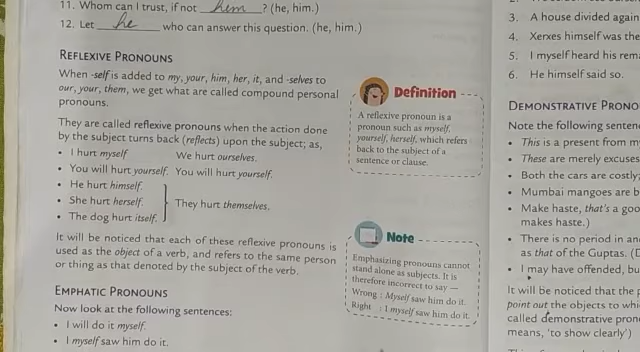 11. Whom can I trust, if not him ? (he, him.)
12. Let he who can answer this question. (he, him.)
REFLEXIVE PRONOUNS
When -self is added to my, your, him, her, it, and -selves to
our, your, them, we get what are called compound personal
pronouns.
They are called reflexive pronouns when the action done
by the subject turns back (reflects) upon the subject; as,
• I hurt myself We hurt ourselves.
• You will hurt yourself. You will hurt yourself.
• He hurt himself.
• She hurt herself. They hurt themselves.
• The dog hurt itself.
It will be noticed that each of these reflexive pronouns is
used as the object of a verb, and refers to the same person
or thing as that denoted by the subject of the verb.
EMPHATIC PRONOUNS
Now look at the following sentences:
• I will do it myself.
• I myself saw him do it.
Definition
A reflexive pronoun is a
pronoun such as myself,
yourself, herself, which refers
back to the subject of a
sentence or clause.
Note
Emphasizing pronouns cannot
stand alone as subjects. It is
therefore incorrect to say —
Wrong : Myself saw him do it.
Right : I myself saw him do it.
3. A house divided again
4. Xerxes himself was the
5. I myself heard his
6. He himself said so.
DEMONSTRATIVE
Note the following
• This is a present from
• These are merely excuses
• Both the cars are costly;
• Mumbai mangoes are
• Make haste, that's a
makes haste.)
• There is no period in
as that of the Guptas.
• I may have offended,
It will be noticed that the
point out the objects to
called demonstrative
means, 'to show clearly')